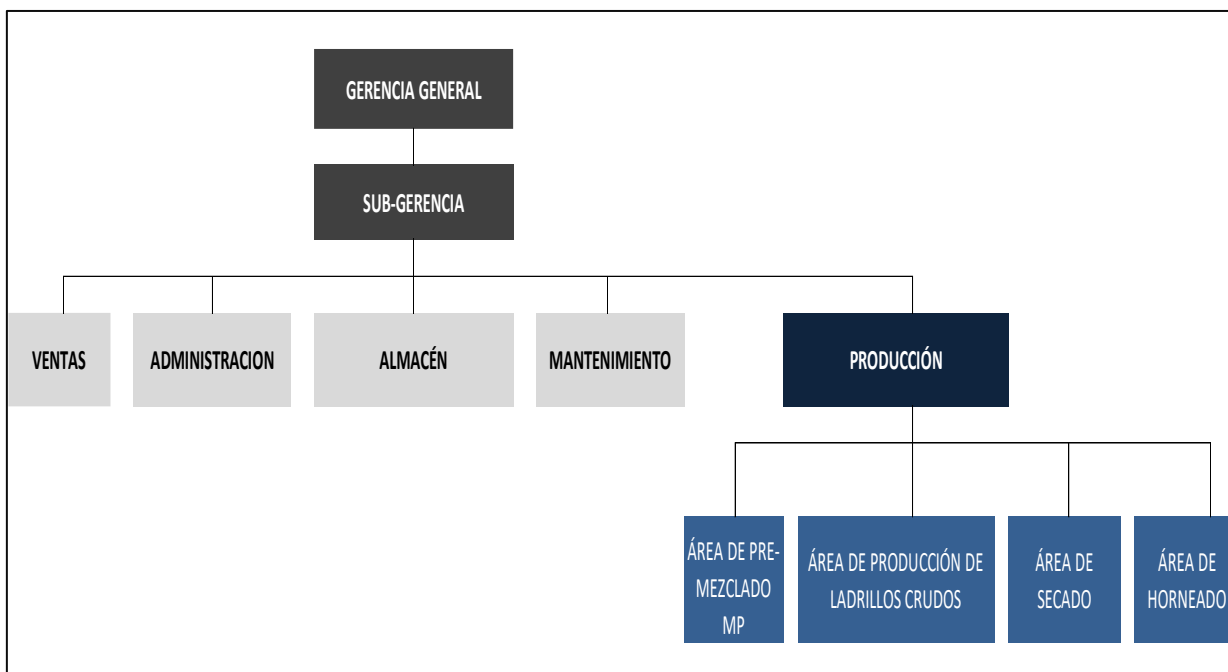 GERENCIA GENERAL
SUB-GERENCIA
VENTAS
ADMINISTRACION
ALMACÉN
MANTENIMIENTO
PRODUCCIÓN
ÁREA DE PRE-
MEZCLADO
MP
ÁREA DE PRODUCCIÓN DE
LADRILLOS CRUDOS
ÁREA DE
SECADO
ÁREA DE
HORNEADO